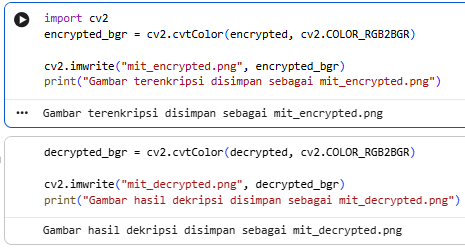 import cv2
encrypted_bgr = cv2.cvtColor(encrypted, cv2.COLOR_RGB2BGR)
cv2.imwrite("mit_encrypted.png", encrypted_bgr)
print("Gambar terenkripsi disimpan sebagai mit_encrypted.png")
Gambar terenkripsi disimpan sebagai mit_encrypted.png
decrypted_bgr = cv2.cvtColor(decrypted, cv2.COLOR_RGB2BGR)
cv2.imwrite("mit_decrypted.png", decrypted_bgr)
print("Gambar hasil dekripsi disimpan sebagai mit_decrypted.png")
Gambar hasil dekripsi disimpan sebagai mit_decrypted.png